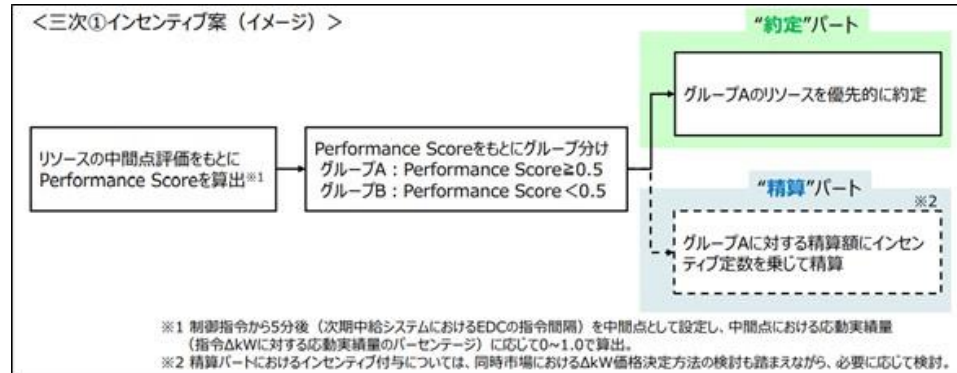 ＜三次①インセンティブ案（イメージ）＞
リソースの中間点評価をもとに
Performance Scoreを算出※1
Performance Scoreをもとにグループ分け
グループA：Performance Score≧0.5
グループB：Performance Score＜0.5
“約定”パート
グループAのリソースを優先的に約定
“精算”パート
※2
グループAに対する精算額にインセン
ティブ定数を乗じて精算
※1 制御指令から5分後（次期中給システムにおけるEDCの指令間隔）を中間点として設定し、中間点における応動実績量
（指令ΔkWに対する応動実績量のパーセンテージ）に応じて0~1.0で算出。
※2 精算パートにおけるインセンティブ付与については、同時市場におけるΔkW価格決定方法の検討も踏まえながら、必要に応じて検討。